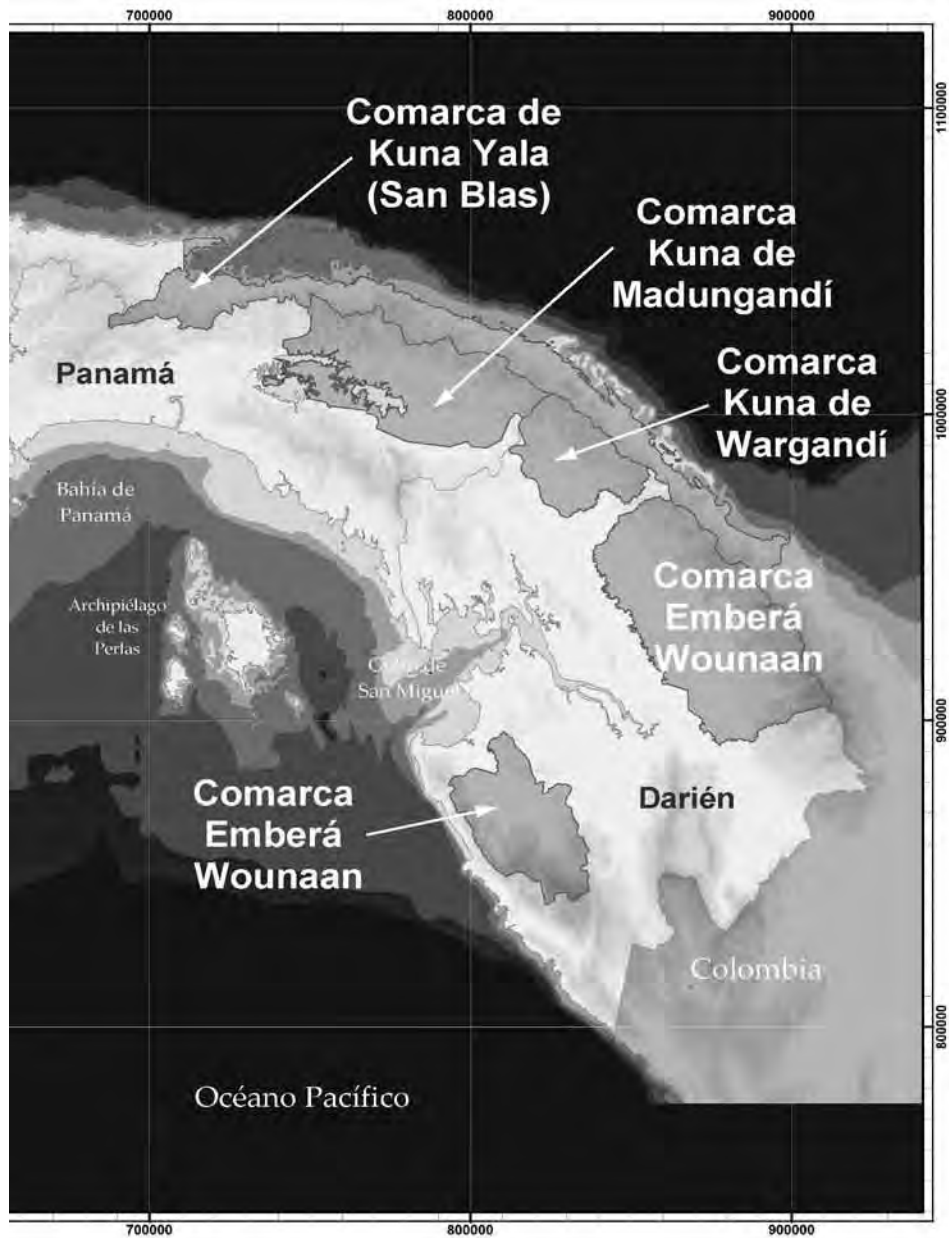 700000
800000
900000
1100000
Comarca de
Kuna Yala
(San Blas)
Comarca
Kuna de
Madungandí
Comarca
Kuna de
Wargandí
Panamá
1000000
Bahía de
Panamá
Comarca
Emberá
Wounaan
Archipiélago
de las
Perlas
Golfo de
San Miguel
900000
Comarca
Emberá
Wounaan
Darién
Colombia
800000
Océano Pacífico
700000
800000
900000